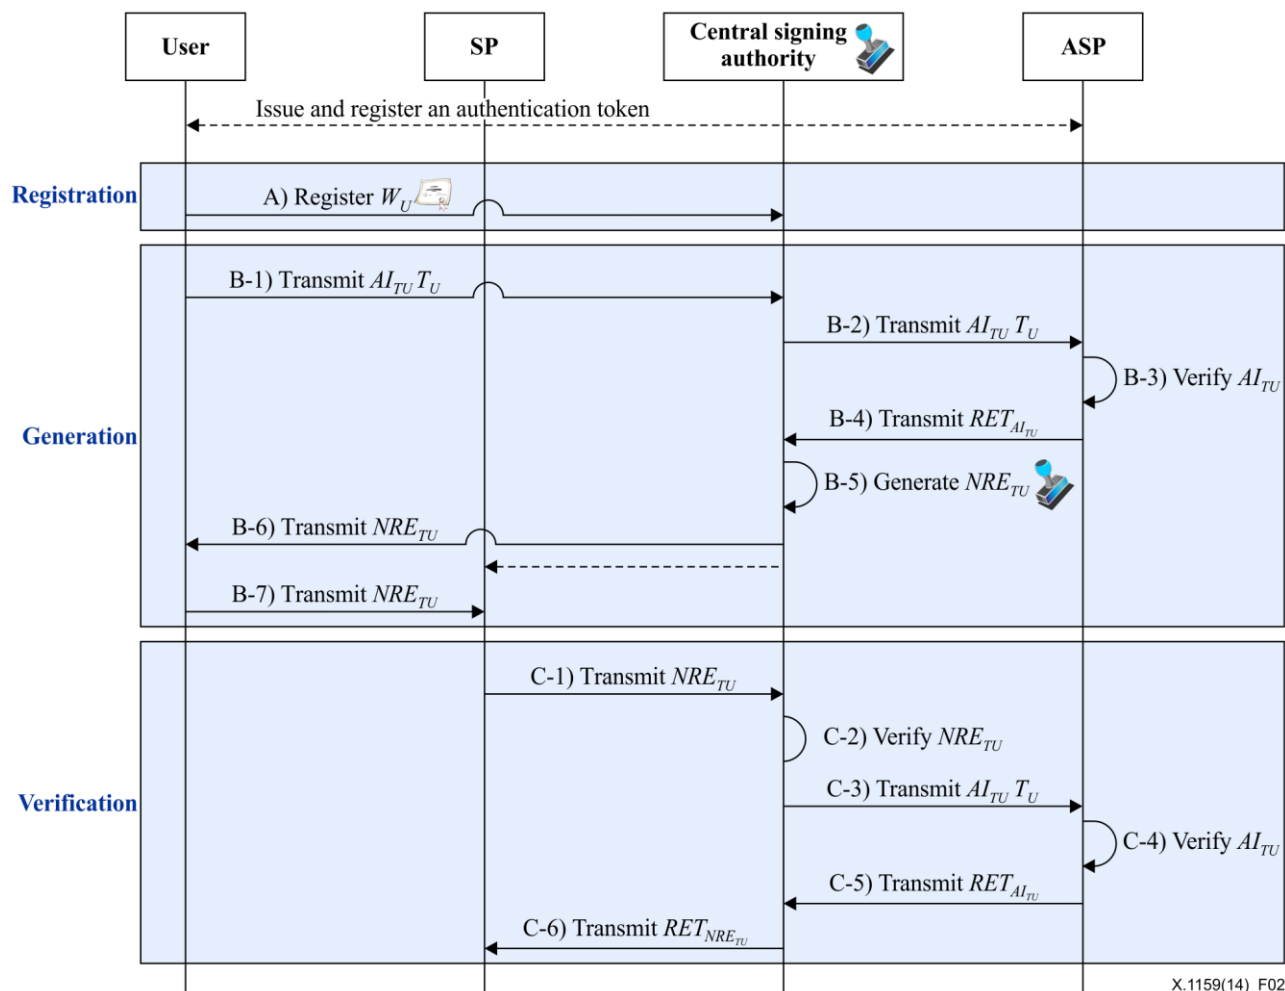 User
SP
Central signing
authority
ASP
Issue and register an authentication token
Registration
A) Register W_U
B-1) Transmit AI_TU T_U
B-2) Transmit AI_TU T_U
B-3) Verify AI_TU
Generation
B-4) Transmit RET_AI_TU
B-5) Generate NRE_TU
B-6) Transmit NRE_TU
B-7) Transmit NRE_TU
C-1) Transmit NRE_TU
C-2) Verify NRE_TU
Verification
C-3) Transmit AI_TU T_U
C-4) Verify AI_TU
C-5) Transmit RET_AI_TU
C-6) Transmit RET_NRE_TU
X.1159(14)_F02